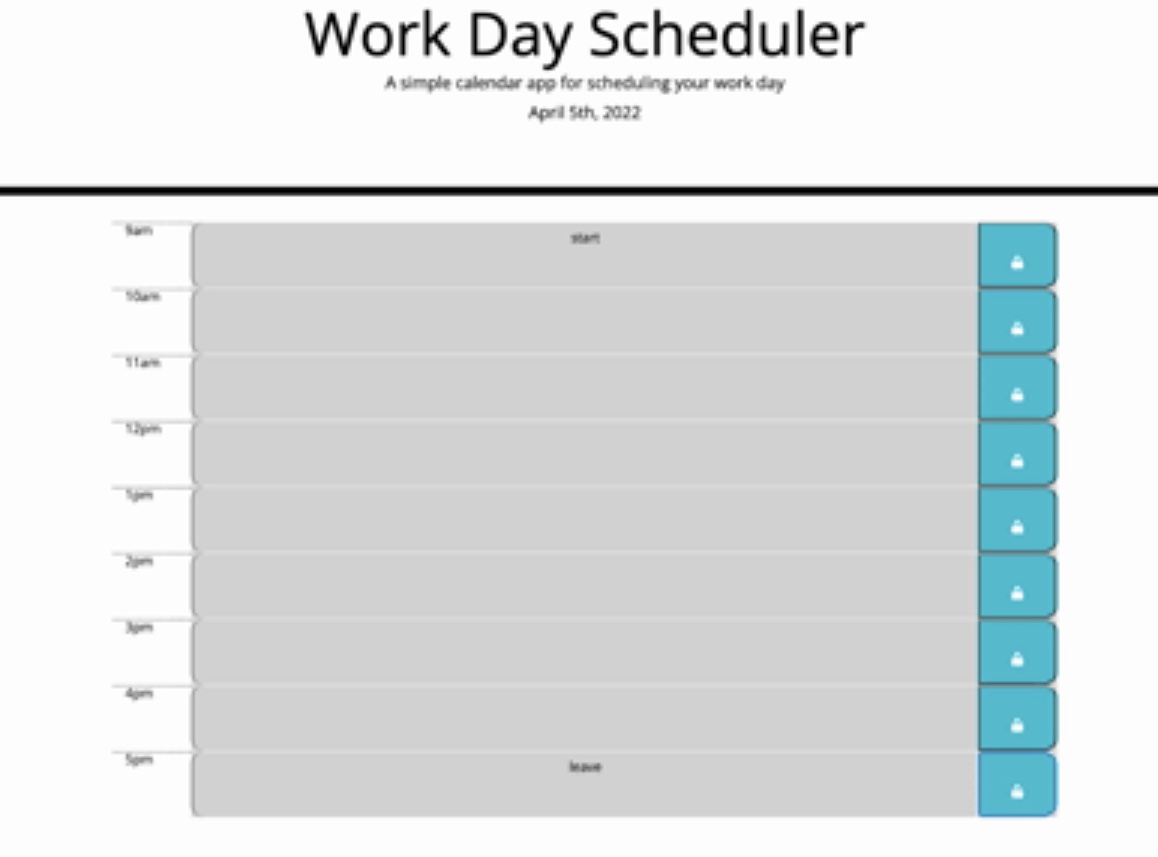 Work Day Scheduler
A simple calendar app for scheduling your work day
April 5th, 2022
9am
start
10am
11am
12pm
1pm
2pm
3pm
4pm
5pm
leave